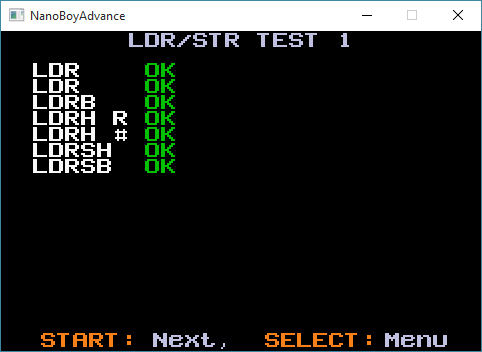 NanoBoyAdvance
LDR/STR TEST 1
LDR OK
LDR OK
LDRB OK
LDRH R OK
LDRH # OK
LDRSH OK
LDRSB OK
START: Next, SELECT: Menu